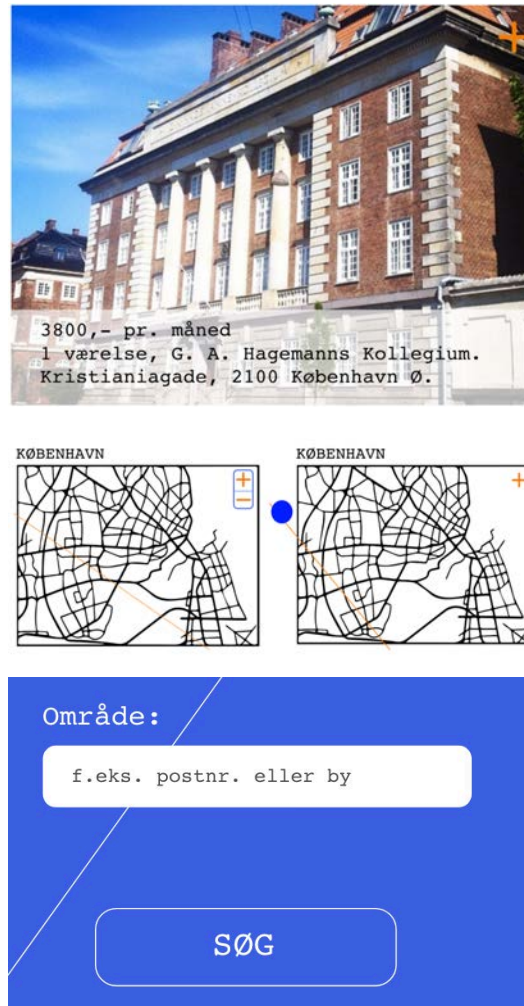 3800,- pr. måned
1 værelse, G. A. Hagemanns Kollegium.
Kristianiagade, 2100 København Ø.
KØBENHAVN
KØBENHAVN
Område:
f.eks. postnr. eller by
SØG